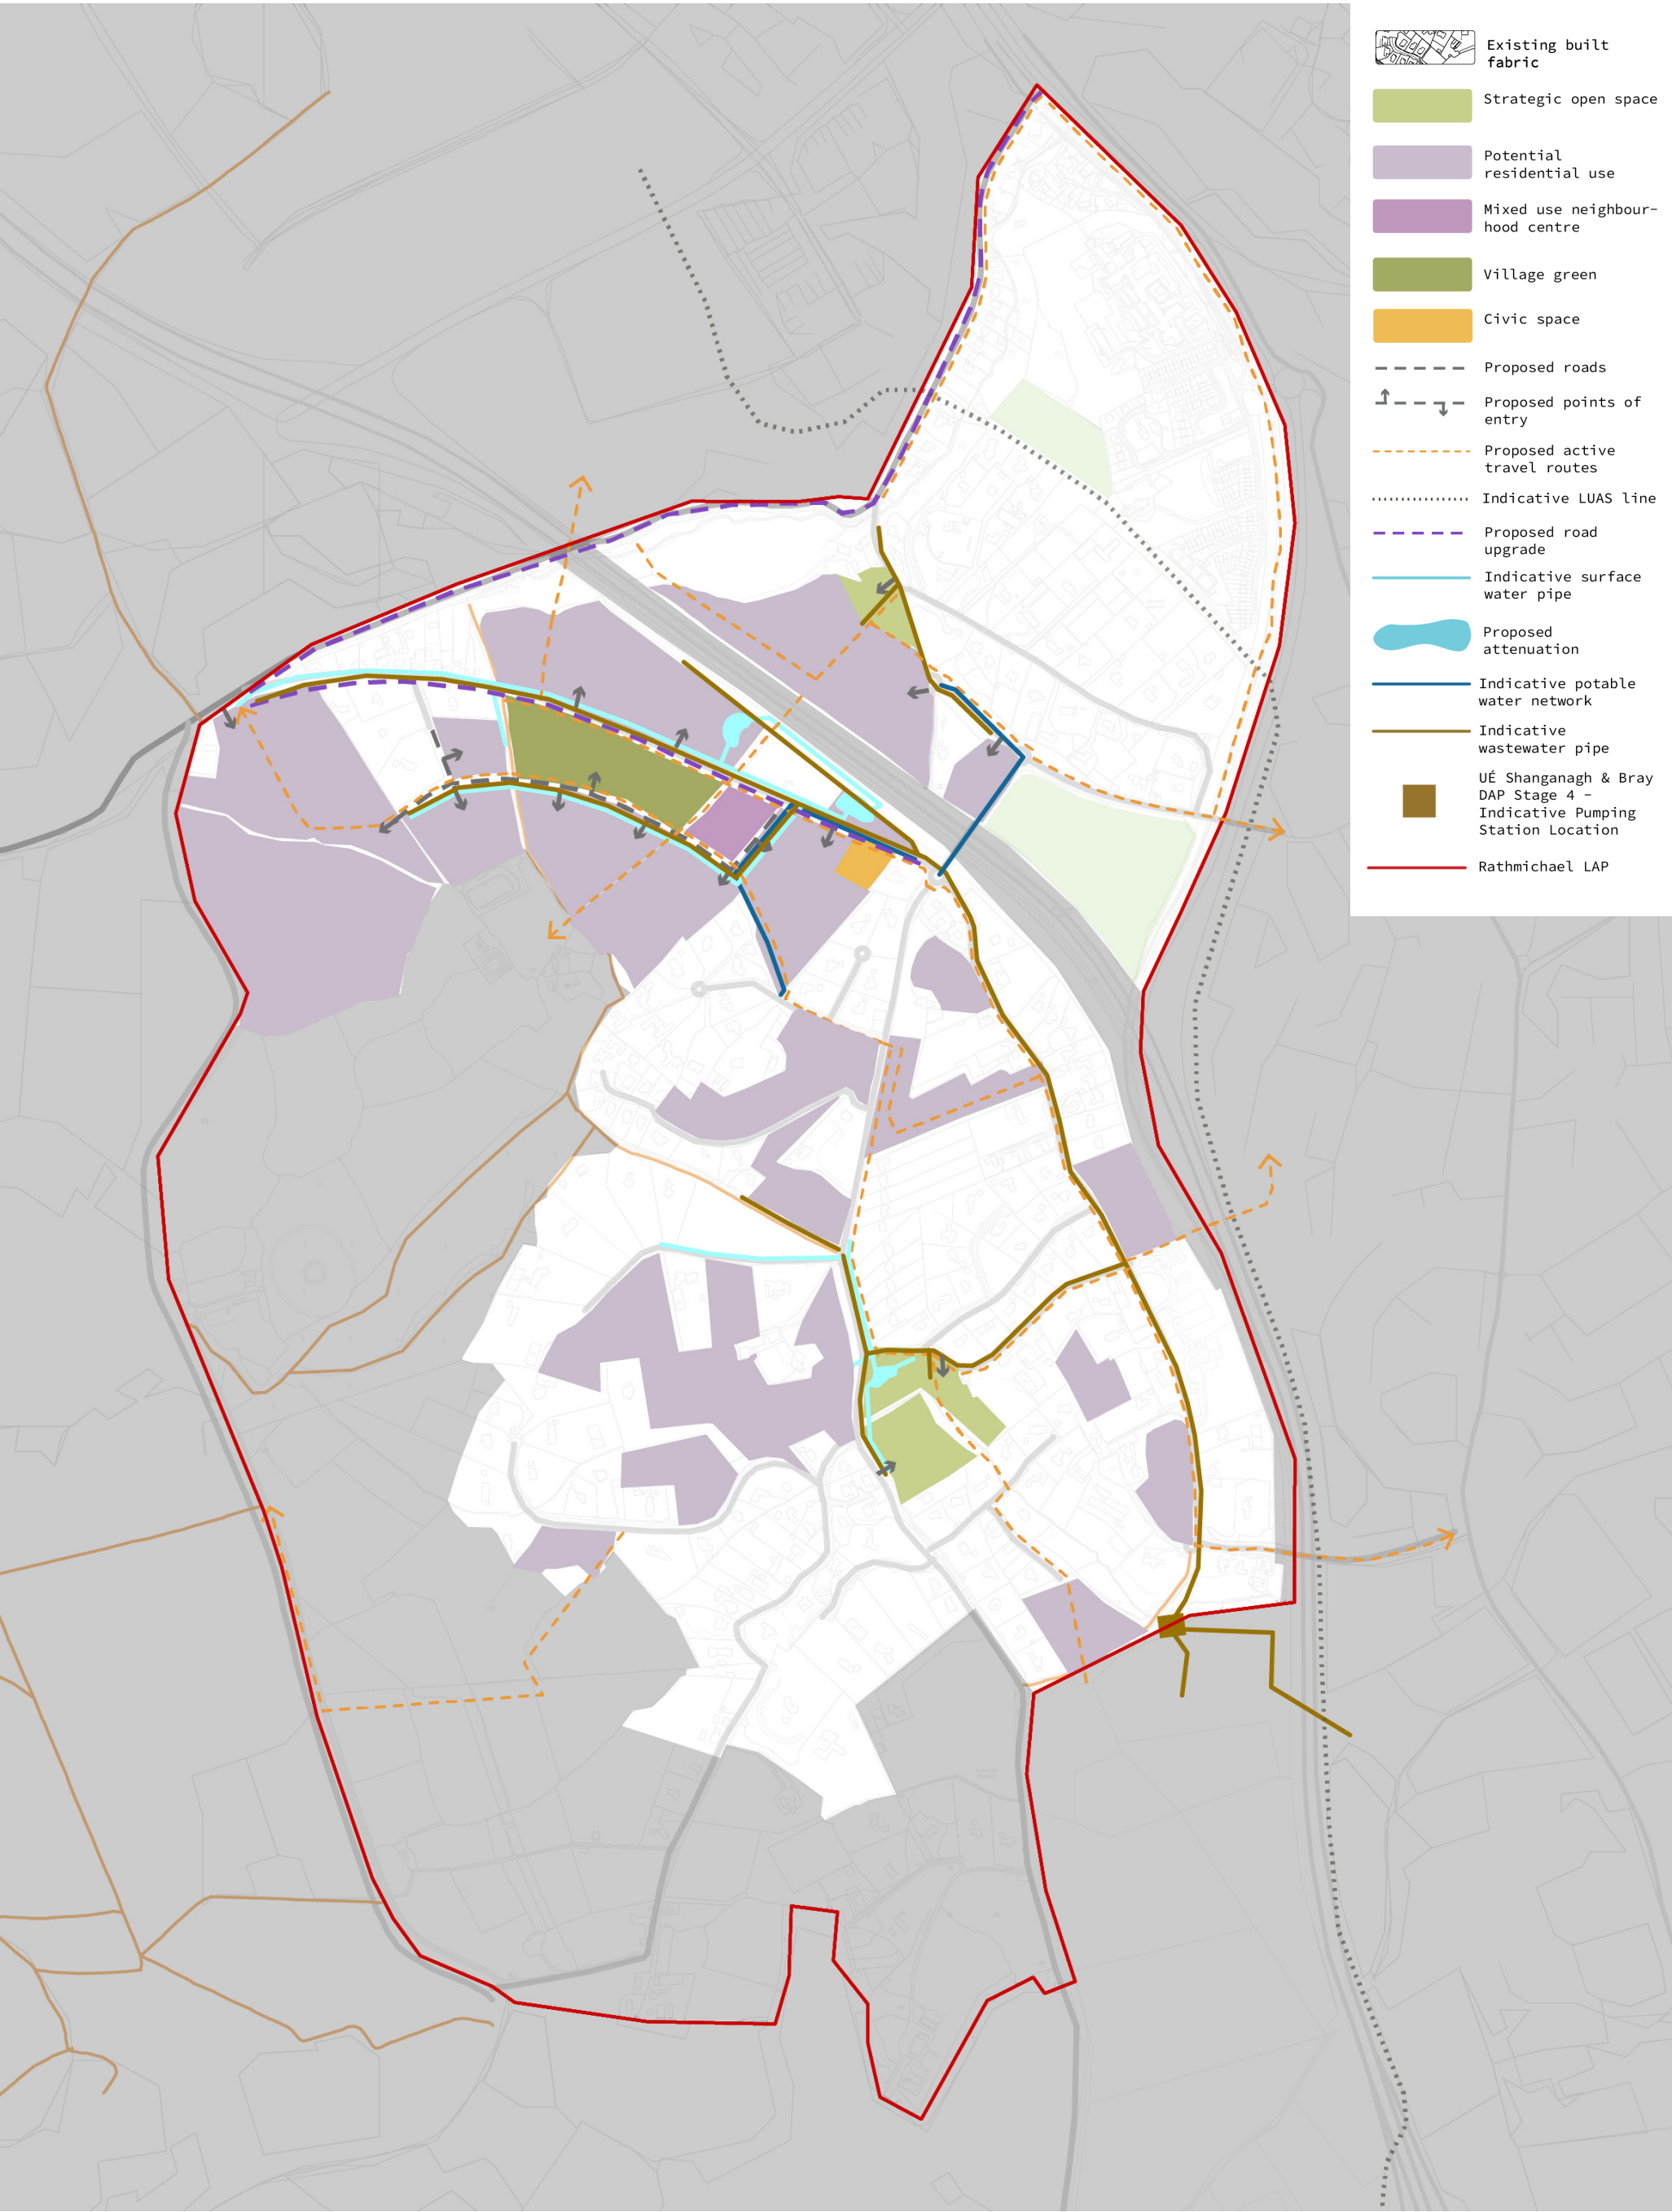 Existing built
fabric
Strategic open space
Potential
residential use
Mixed use neighbour-
hood centre
Village green
Civic space
Proposed roads
Proposed points of
entry
Proposed active
travel routes
Indicative LUAS line
Proposed road
upgrade
Indicative surface
water pipe
Proposed
attenuation
Indicative potable
water network
Indicative
wastewater pipe
UÉ Shanganagh & Bray
DAP Stage 4 –
Indicative Pumping
Station Location
Rathmichael LAP